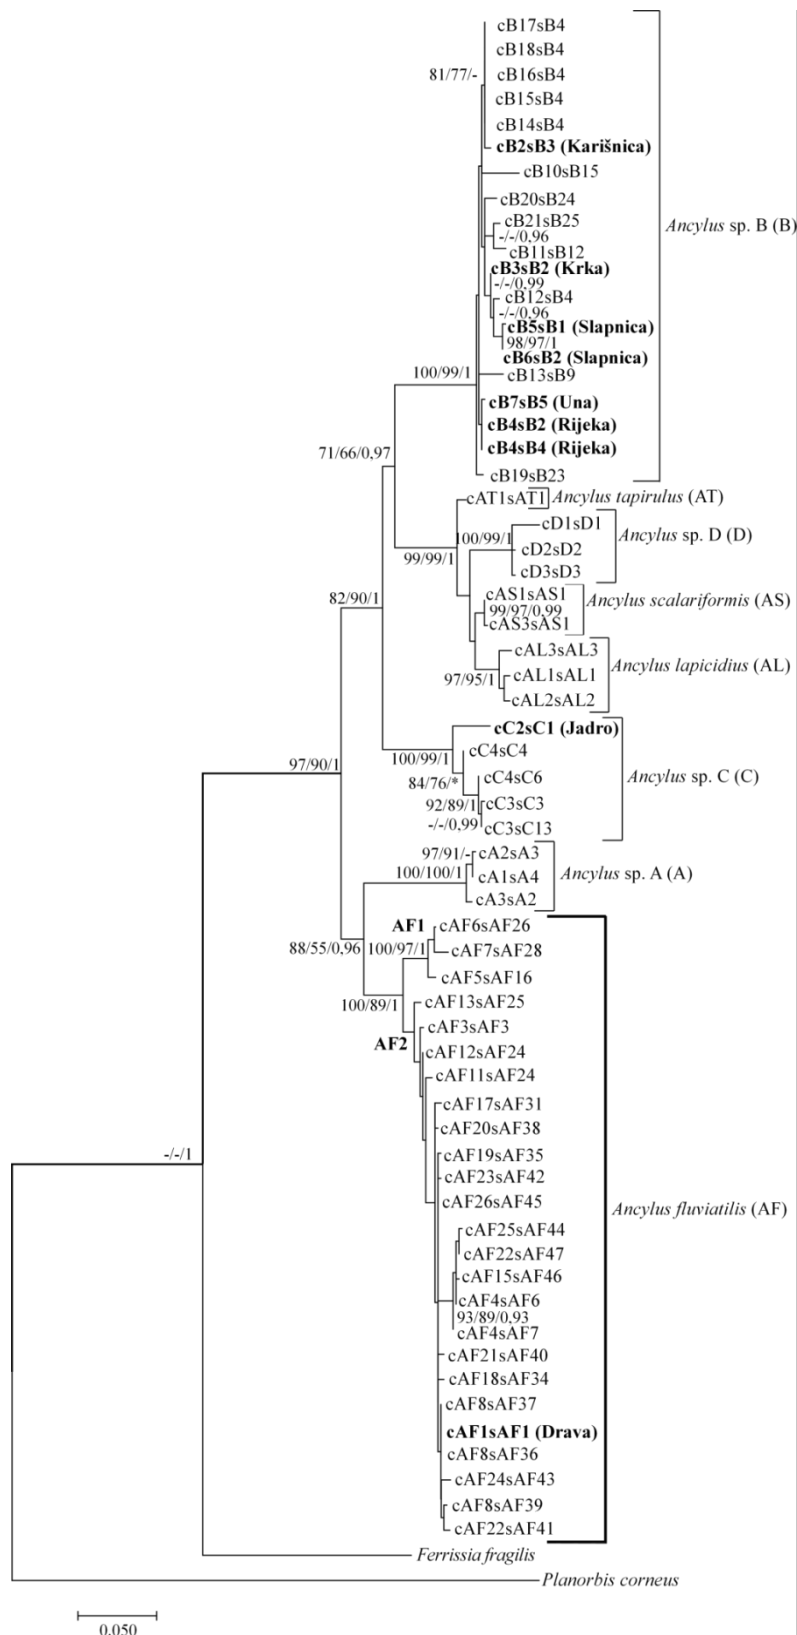 cB17sB4
cB18sB4
81/77/-
cB16sB4
cB15sB4
cB14sB4
cB2sB3 (Karišnica)
cB10sB15
cB20sB24
cB21sB25
Ancylus sp. B (B)
-/-/0,96
cB11sB12
cB3sB2 (Krka)
-/-/0,99
cB12sB4
-/-/0,96
cB5sB1 (Slapnica)
98/97/1
cB6sB2 (Slapnica)
100/99/1
cB13sB9
cB7sB5 (Una)
cB4sB2 (Rijeka)
71/66/0,97
cB4sB4 (Rijeka)
cB19sB23
cAT1sAT1
Ancylus tapirulus (AT)
cD1sD1
100/99/1
Ancylus sp. D (D)
cD2sD2
99/99/1
cD3sD3
cAS1sAS1
82/90/1
99/97/0,99
Ancylus scalariformis (AS)
cAS3sAS1
cAL3sAL3
Ancylus lapicidius (AL)
97/95/1
cAL1sAL1
cAL2sAL2
cC2sC1 (Jadro)
cC4sC4
100/99/1
97/90/1
84/76/*
cC4sC6
Ancylus sp. C (C)
92/89/1
cC3sC3
-/-/0,99
cC3sC13
97/91/-
cA2sA3
100/100/1
cA1sA4
Ancylus sp. A (A)
cA3sA2
AF1
cAF6sAF26
88/55/0,96
100/97/1
cAF7sAF28
cAF5sAF16
100/89/1
cAF13sAF25
cAF3sAF3
AF2
cAF12sAF24
cAF11sAF24
cAF17sAF31
cAF20sAF38
-/-/1
cAF19sAF35
cAF23sAF42
cAF26sAF45
Ancylus fluviatilis (AF)
cAF25sAF44
cAF22sAF47
cAF15sAF46
cAF4sAF6
93/89/0,93
cAF4sAF7
cAF21sAF40
cAF18sAF34
cAF8sAF37
cAF1sAF1 (Drava)
cAF8sAF36
cAF24sAF43
cAF8sAF39
cAF22sAF41
Ferrissia fragilis
Planorbis corneus
0,050